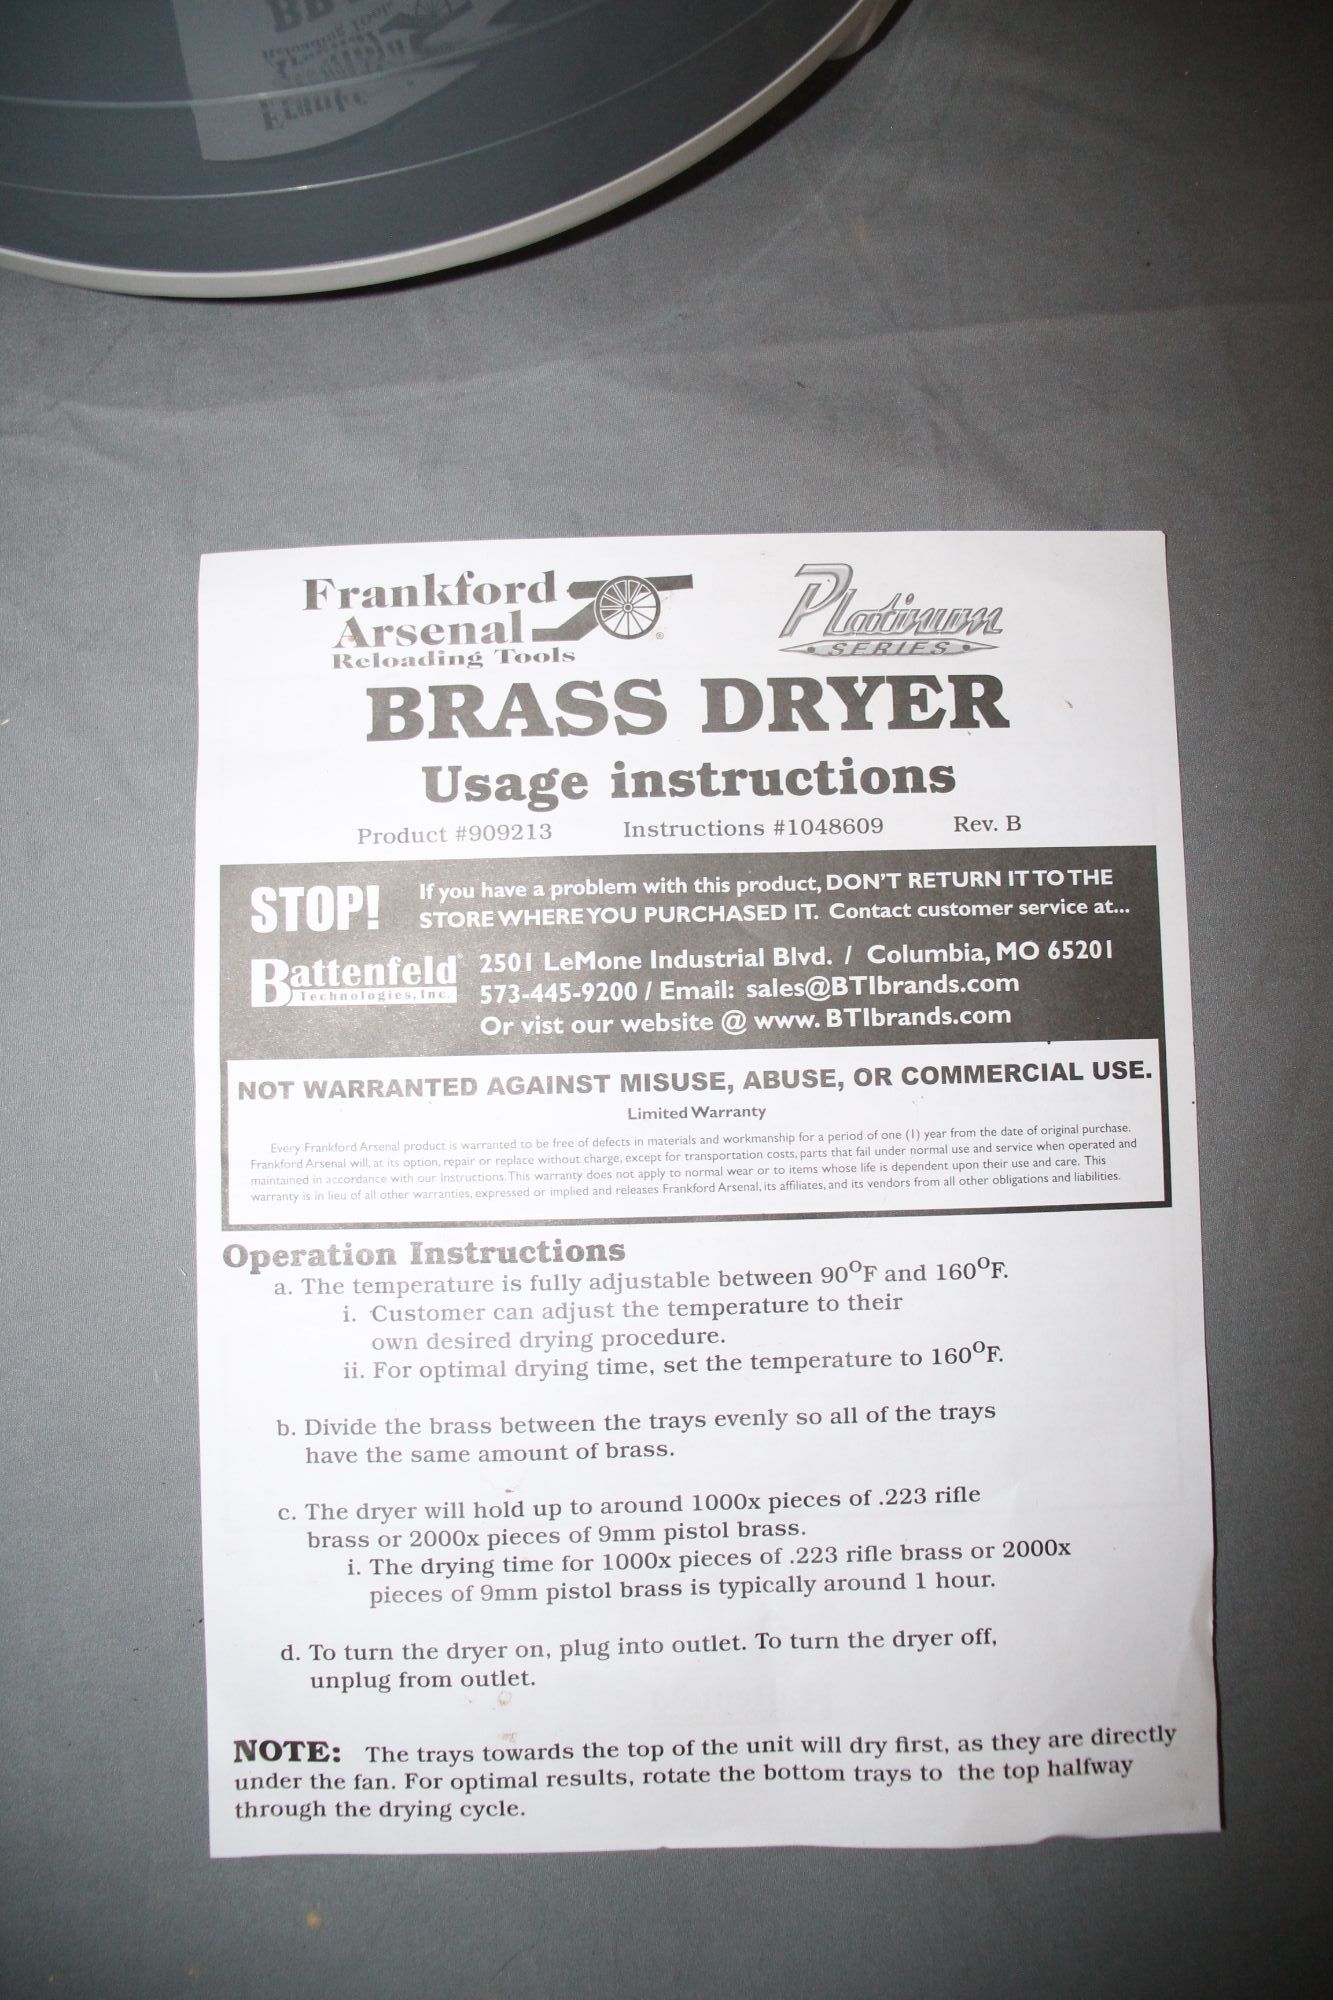 Frankford
Arsenal ®
Reloading Tools
Platinum
SERIES
BRASS DRYER
Usage instructions
Product #909213 Instructions #1048609 Rev. B
STOP! If you have a problem with this product, DON'T RETURN IT TO THE
STORE WHERE YOU PURCHASED IT. Contact customer service at...
Battenfeld®
Technologies, Inc.
2501 LeMone Industrial Blvd. / Columbia, MO 65201
573-445-9200 / Email: sales@BTIbrands.com
Or vist our website @ www. BTIbrands.com
NOT WARRANTED AGAINST MISUSE, ABUSE, OR COMMERCIAL USE.
Limited Warranty
Every Frankford Arsenal product is warranted to be free of defects in materials and workmanship for a period of one (1) year from the date of original purchase.
Frankford Arsenal will, at its option, repair or replace without charge, except for transportation costs, parts that fail under normal use and service when operated and
maintained in accordance with our Instructions. This warranty does not apply to normal wear or to items whose life is dependent upon their use and care. This
warranty is in lieu of all other warranties, expressed or implied and releases Frankford Arsenal, its affiliates, and its vendors from all other obligations and liabilities.
Operation Instructions
a. The temperature is fully adjustable between 90ºF and 160ºF.
i. Customer can adjust the temperature to their
own desired drying procedure.
ii. For optimal drying time, set the temperature to 160ºF.
b. Divide the brass between the trays evenly so all of the trays
have the same amount of brass.
c. The dryer will hold up to around 1000x pieces of .223 rifle
brass or 2000x pieces of 9mm pistol brass.
i. The drying time for 1000x pieces of .223 rifle brass or 2000x
pieces of 9mm pistol brass is typically around 1 hour.
d. To turn the dryer on, plug into outlet. To turn the dryer off,
unplug from outlet.
NOTE: The trays towards the top of the unit will dry first, as they are directly
under the fan. For optimal results, rotate the bottom trays to the top halfway
through the drying cycle.